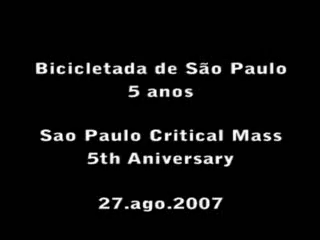 Bicicletada de São Paulo
5 anos
Sao Paulo Critical Mass
5th Aniversary
27.ago.2007